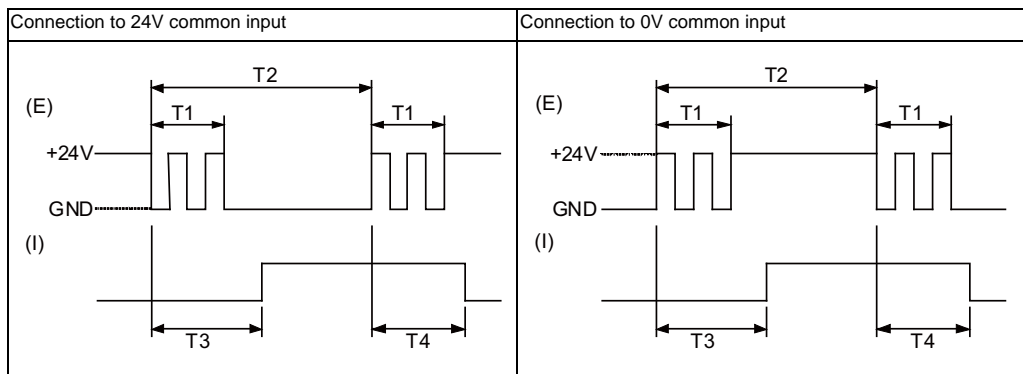 Connection to 24V common input
T2
(E)
T1
T1
+24V
GND
(I)
T3
T4
Connection to 0V common input
T2
(E)
T1
T1
+24V
GND
(I)
T3
T4